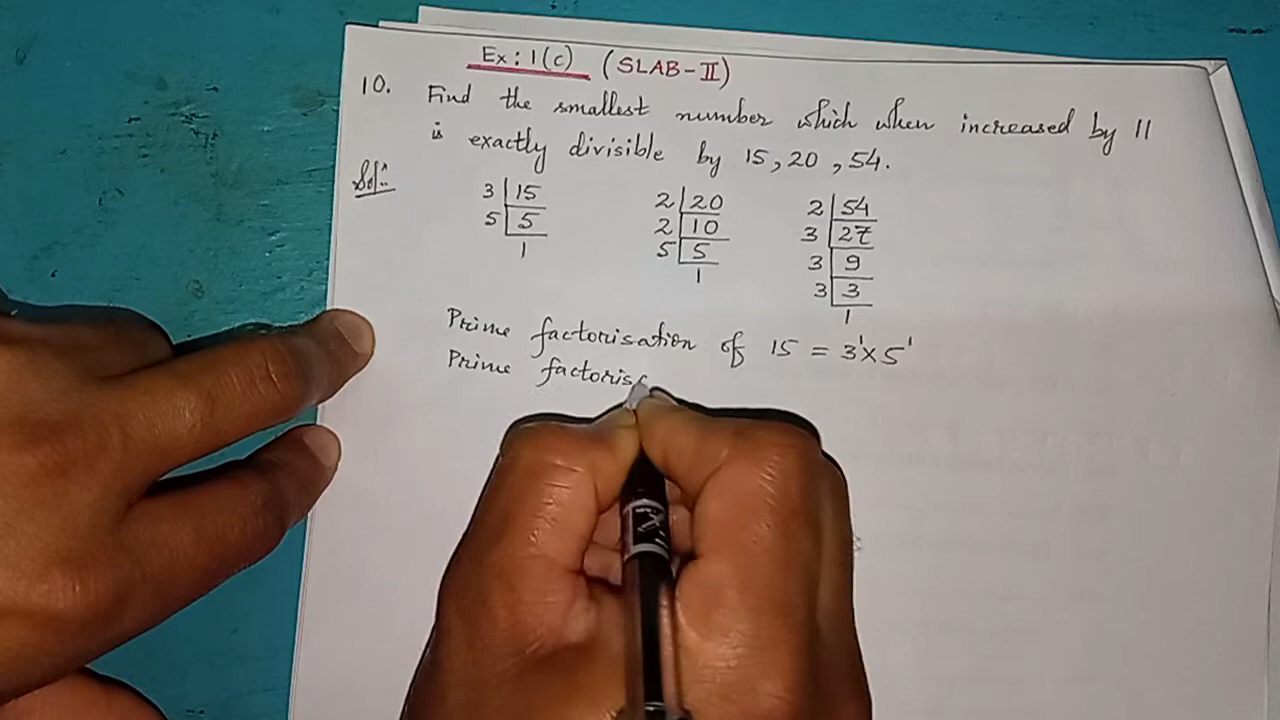 Ex: 1(c) (SLAB-II)
10. Find the smallest number which when increased by 11
is exactly divisible by 15, 20, 54.
Solⁿ:
3 | 15 2 | 20 2 | 54
5 | 5 2 | 10 3 | 27
1 5 | 5 3 | 9
1 3 | 3
1
Prime factorisation of 15 = 3¹×5¹
Prime factoris